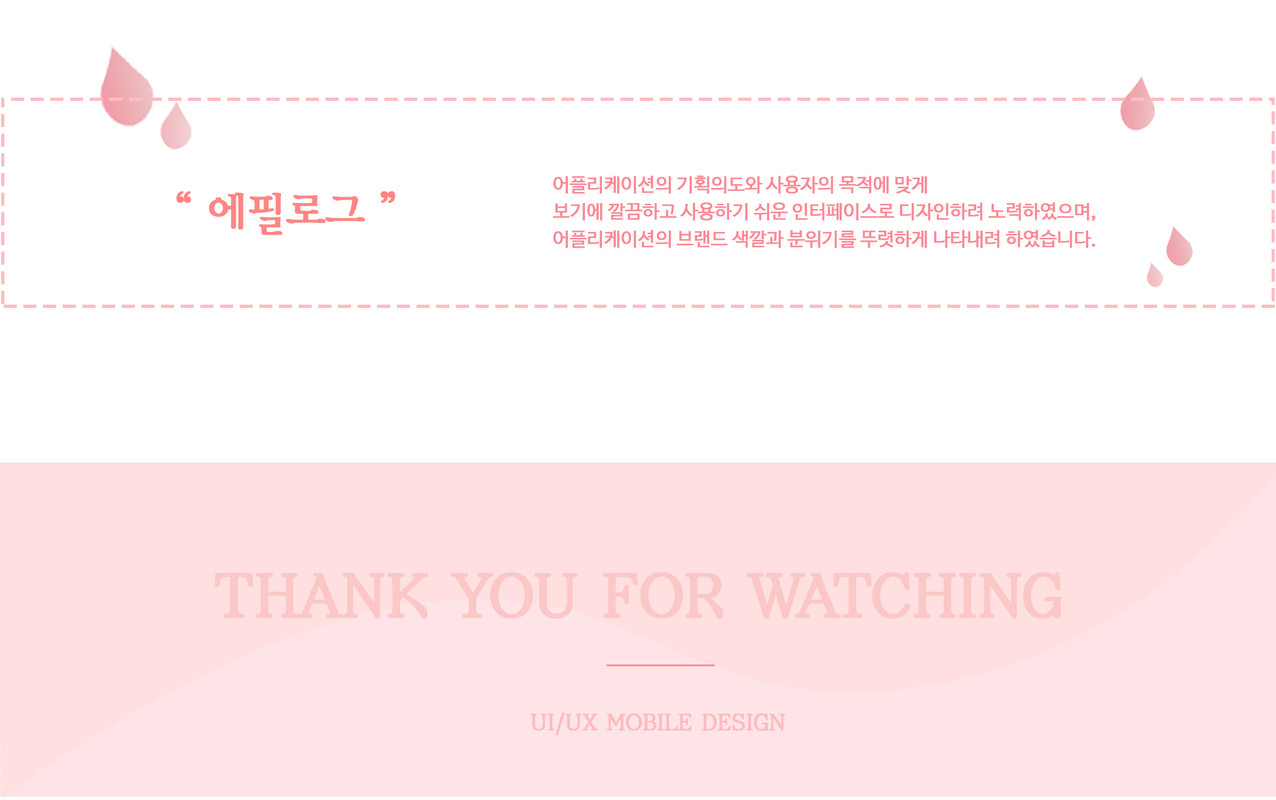 “ 에필로그 ”
어플리케이션의 기획의도와 사용자의 목적에 맞게
보기에 깔끔하고 사용하기 쉬운 인터페이스로 디자인하려 노력하였으며,
어플리케이션의 브랜드 색깔과 분위기를 뚜렷하게 나타내려 하였습니다.
THANK YOU FOR WATCHING
UI/UX MOBILE DESIGN